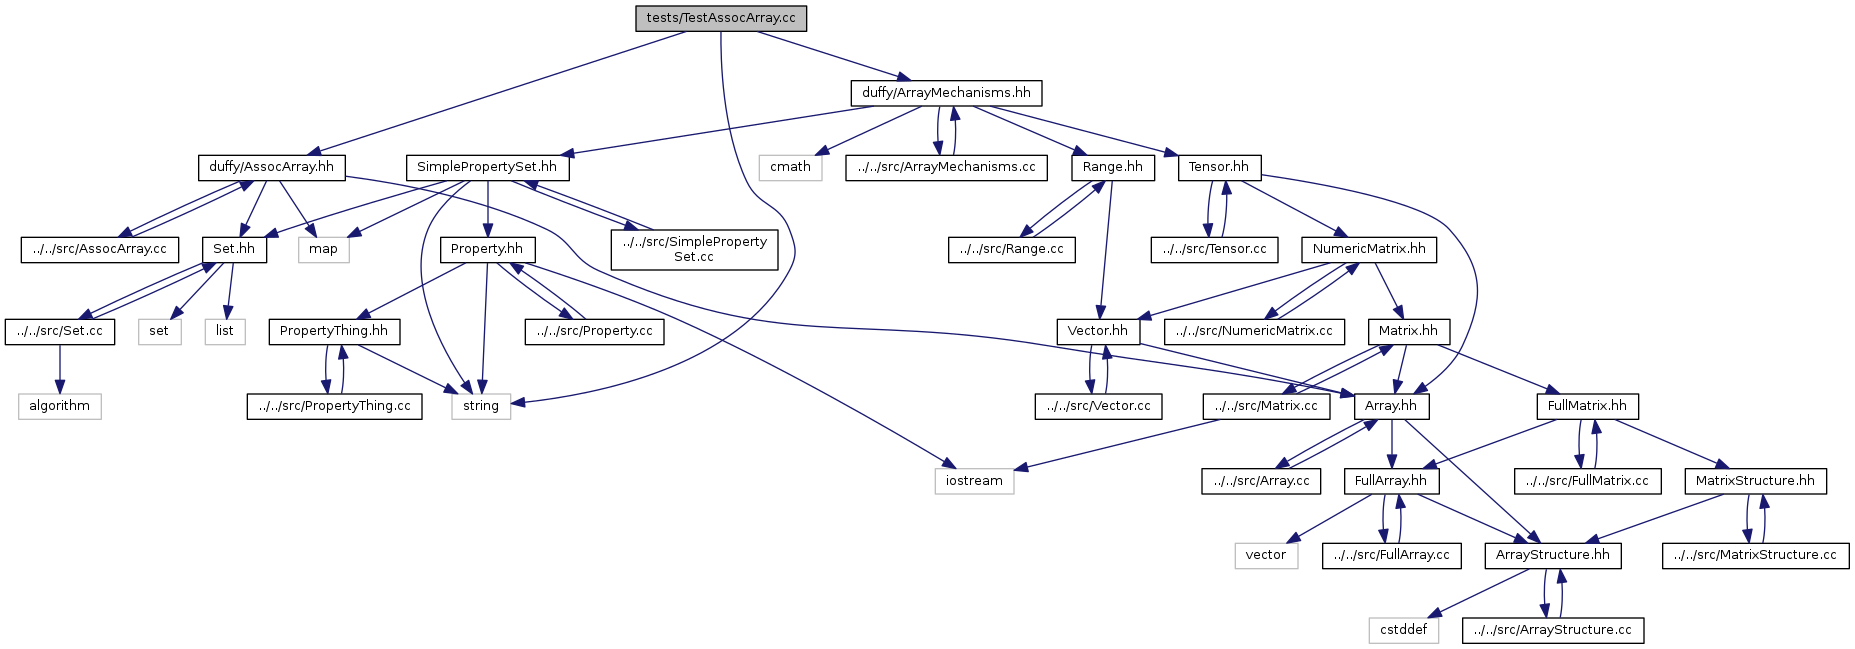 tests/TestAssocArray.cc
duffy/ArrayMechanisms.hh
duffy/AssocArray.hh
SimplePropertySet.hh
cmath
../../src/ArrayMechanisms.cc
Range.hh
Tensor.hh
../../src/AssocArray.cc
Set.hh
map
Property.hh
../../src/SimpleProperty
Set.cc
../../src/Range.cc
../../src/Tensor.cc
NumericMatrix.hh
../../src/Set.cc
set
list
PropertyThing.hh
../../src/Property.cc
Vector.hh
../../src/NumericMatrix.cc
Matrix.hh
algorithm
../../src/PropertyThing.cc
string
../../src/Vector.cc
../../src/Matrix.cc
Array.hh
FullMatrix.hh
iostream
../../src/Array.cc
FullArray.hh
../../src/FullMatrix.cc
MatrixStructure.hh
vector
../../src/FullArray.cc
ArrayStructure.hh
../../src/MatrixStructure.cc
cstddef
../../src/ArrayStructure.cc